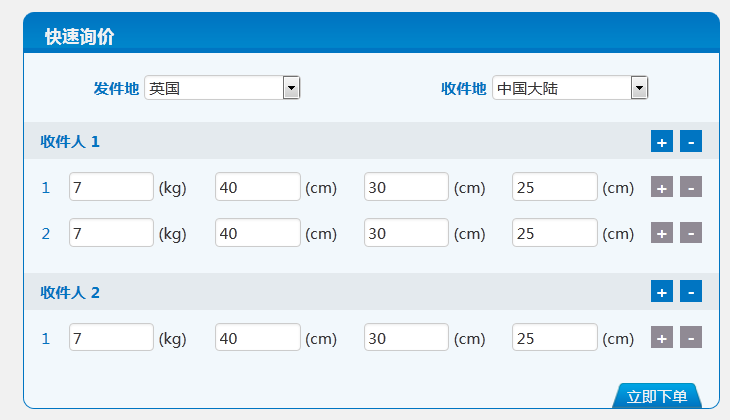 快速询价
发件地 英国 收件地 中国大陆
收件人 1 + -
1 7 (kg) 40 (cm) 30 (cm) 25 (cm) + -
2 7 (kg) 40 (cm) 30 (cm) 25 (cm) + -
收件人 2 + -
1 7 (kg) 40 (cm) 30 (cm) 25 (cm) + -
立即下单